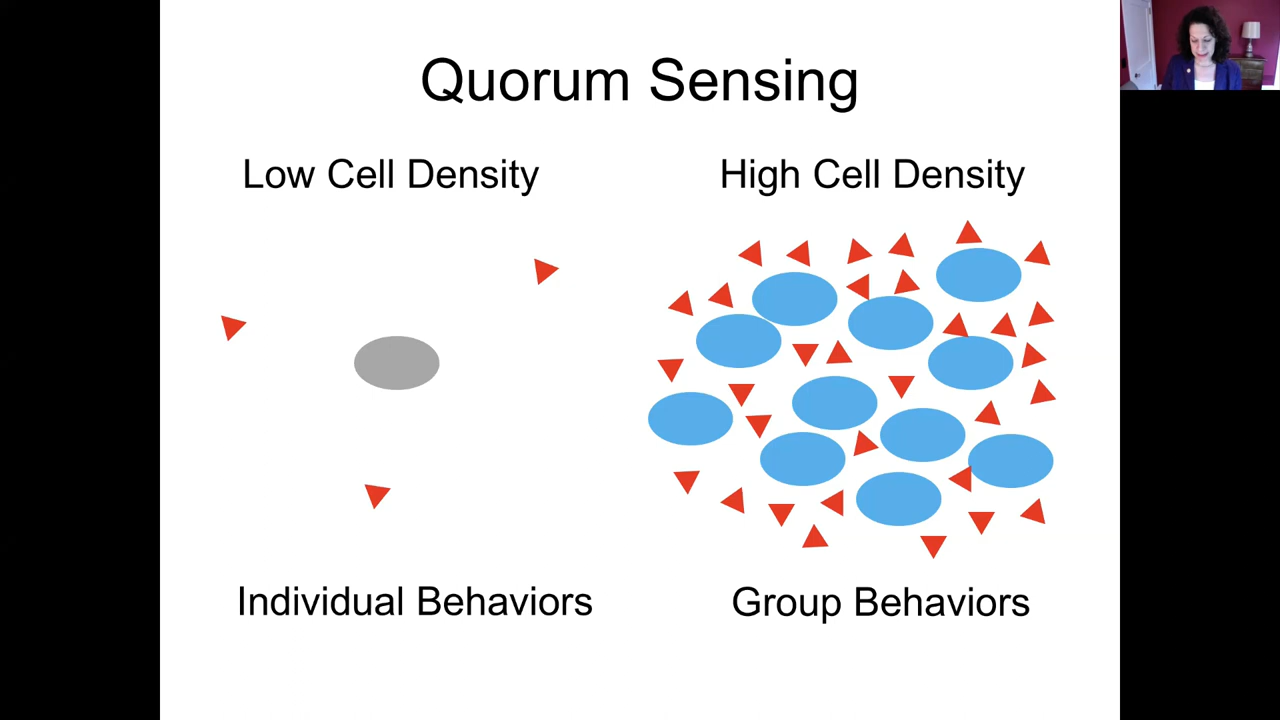 Quorum Sensing
Low Cell Density
High Cell Density
Individual Behaviors
Group Behaviors